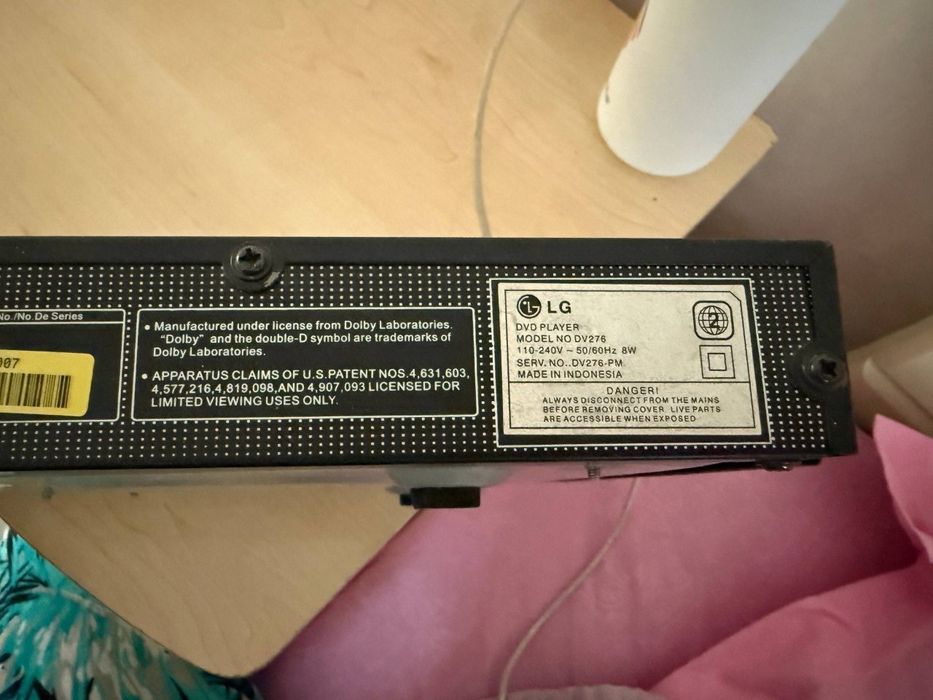 No./No.De Series
007
• Manufactured under license from Dolby Laboratories.
"Dolby" and the double-D symbol are trademarks of
Dolby Laboratories.
• APPARATUS CLAIMS OF U.S.PATENT NOS.4,631,603,
4,577,216,4,819,098,AND 4,907,093 LICENSED FOR
LIMITED VIEWING USES ONLY.
LG
DVD PLAYER
MODEL NO DV276
110-240V ~ 50/60Hz 8W
SERV. NO..DV276-PM
MADE IN INDONESIA
2
DANGER!
ALWAYS DISCONNECT FROM THE MAINS
BEFORE REMOVING COVER. LIVE PARTS
ARE ACCESSIBLE WHEN EXPOSED